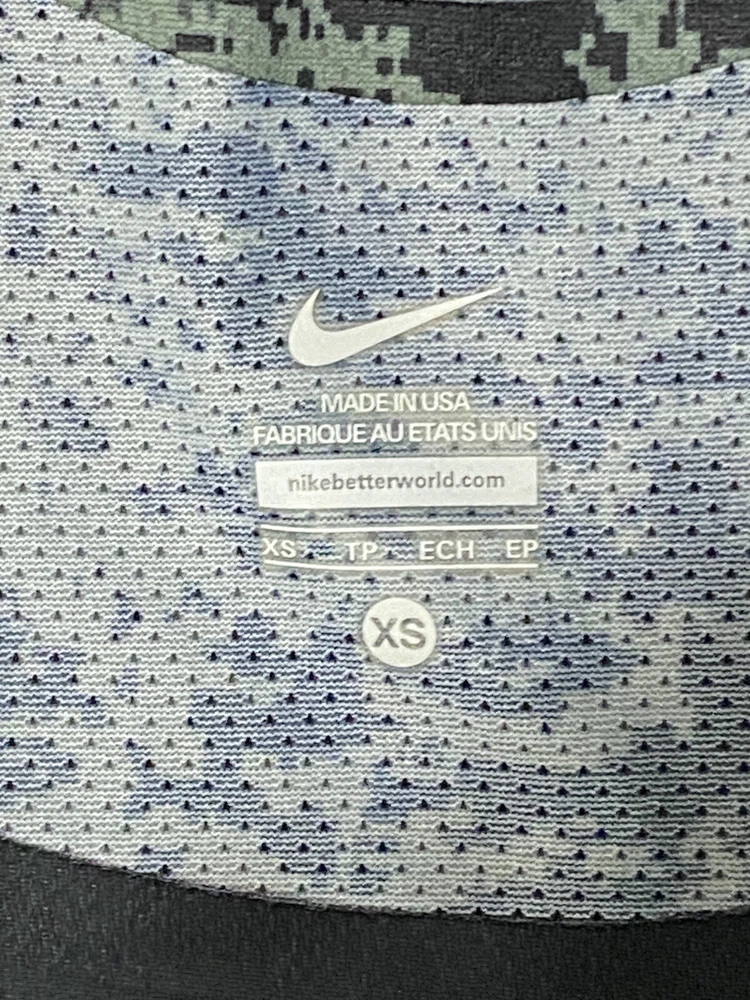 MADE IN USA
FABRIQUE AU ETATS UNIS
nikebetterworld.com
XS TP ECH EP
XS